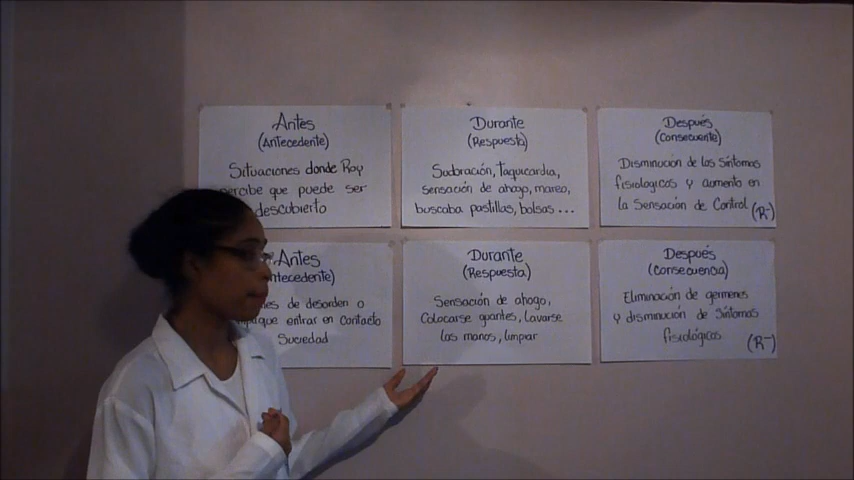 Antes
(Antecedente)
Situaciones donde Roy
percibe que puede ser
descubierto
Durante
(Respuesta)
Sudoración, taquicardia,
sensación de ahogo, mareo,
buscaba pastillas, bolsas...
Después
(Consecuente)
Disminución de los Síntomas
fisiologicos y aumento en
la Sensación de Control (R-)
Antes
ntecedente)
es de desorden o
que entrar en Contacto
Suciedad
Durante
(Respuesta)
Sensación de ahogo,
Colocarse guantes, lavarse
las manos, limpiar
Después
(Consecuencia)
Eliminación de germenes
y disminución de Síntomas
fisiológicos (R-)